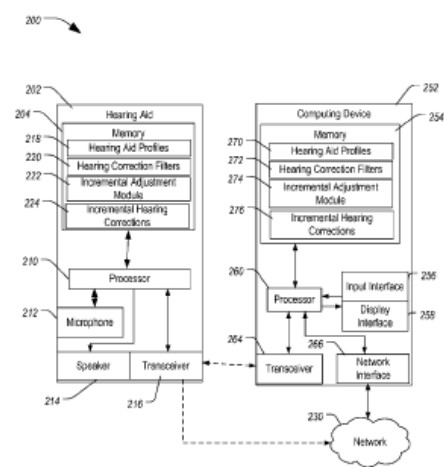 200
202
Hearing Aid
204
Memory
218
Hearing Aid Profiles
220
Hearing Correction Filters
222
Incremental Adjustment
Module
224
Incremental Hearing
Corrections
210
Processor
212
Microphone
Speaker
Transceiver
214
216
252
Computing Device
254
Memory
270
Hearing Aid Profiles
272
Hearing Correction Filters
274
Incremental Adjustment
Module
276
Incremental Hearing
Corrections
260
Processor
256
Input Interface
Display
Interface
258
264
266
Transceiver
Network
Interface
230
Network